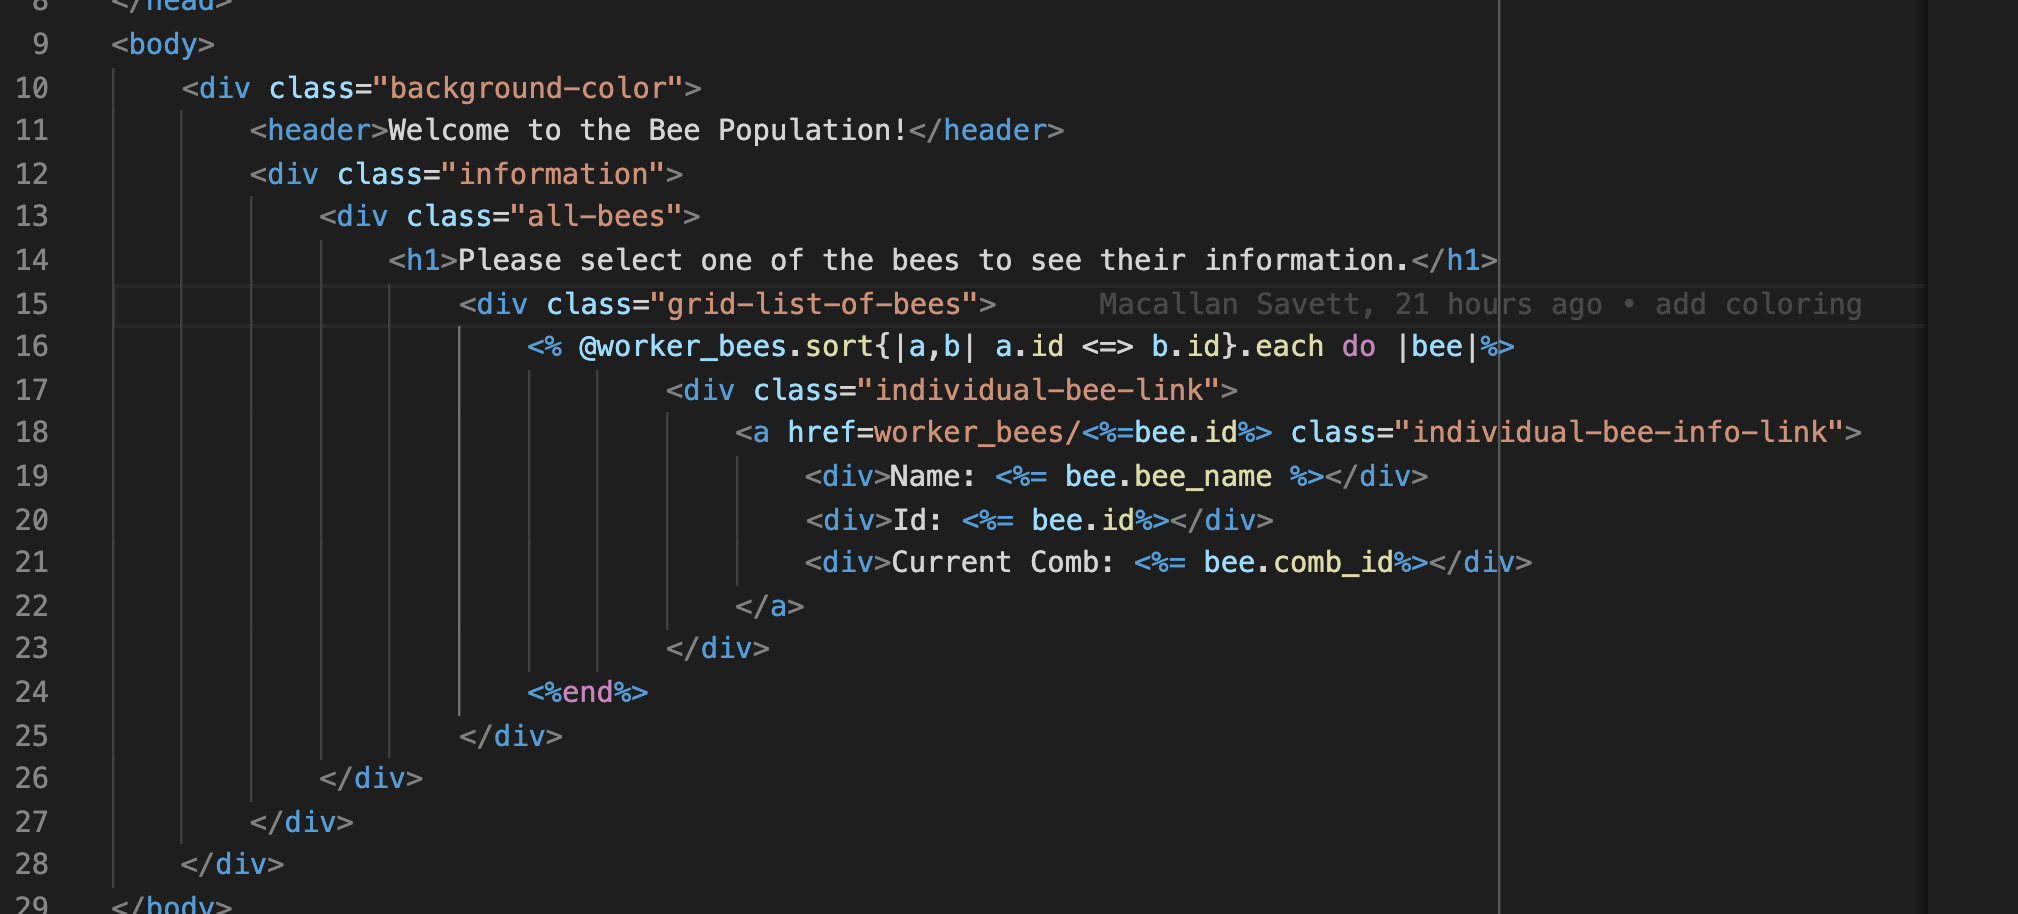 8 </head>
9 <body>
10 <div class="background-color">
11 <header>Welcome to the Bee Population!</header>
12 <div class="information">
13 <div class="all-bees">
14 <h1>Please select one of the bees to see their information.</h1>
15 <div class="grid-list-of-bees"> Macallan Savett, 21 hours ago • add coloring
16 <% @worker_bees.sort{|a,b| a.id <=> b.id}.each do |bee|%>
17 <div class="individual-bee-link">
18 <a href=worker_bees/<%=bee.id%> class="individual-bee-info-link">
19 <div>Name: <%= bee.bee_name %></div>
20 <div>Id: <%= bee.id%></div>
21 <div>Current Comb: <%= bee.comb_id%></div>
22 </a>
23 </div>
24 <%end%>
25 </div>
26 </div>
27 </div>
28 </div>
29 </body>